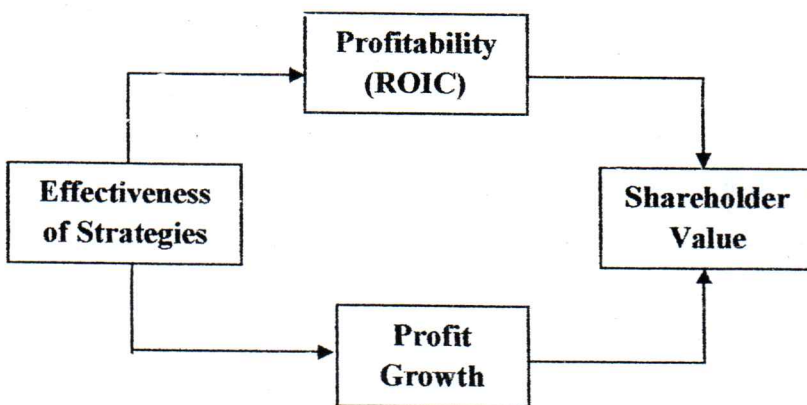 Profitability
(ROIC)
Effectiveness
of Strategies
Shareholder
Value
Profit
Growth